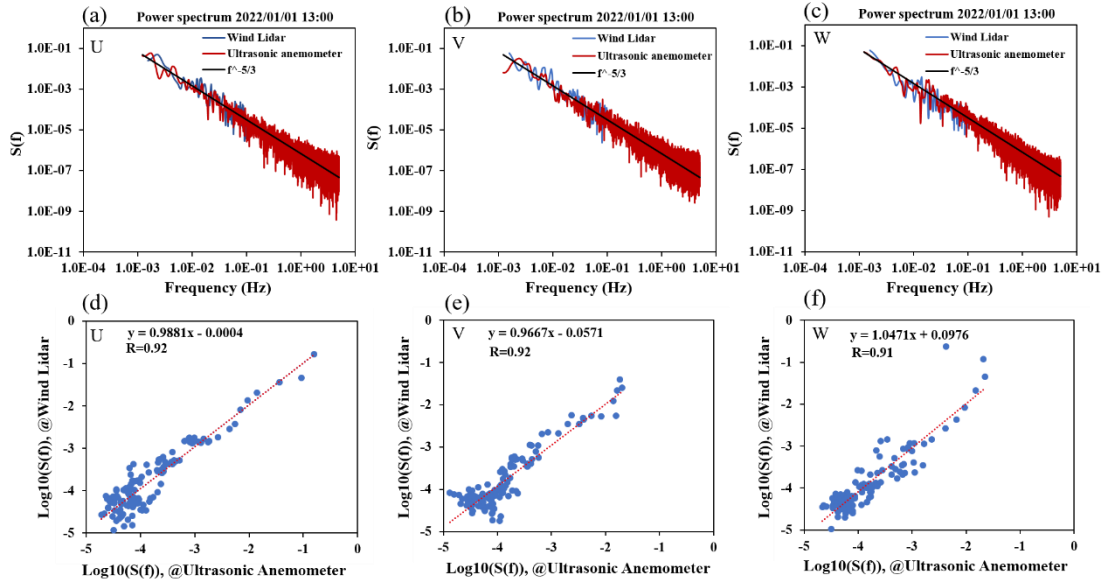 (a)
Power spectrum 2022/01/01 13:00
U
Wind Lidar
Ultrasonic anemometer
f^-5/3
S(f)
1.0E-01
1.0E-03
1.0E-05
1.0E-07
1.0E-09
1.0E-11
1.0E-04 1.0E-03 1.0E-02 1.0E-01 1.0E+00 1.0E+01
Frequency (Hz)
(b)
Power spectrum 2022/01/01 13:00
V
Wind Lidar
Ultrasonic anemometer
f^-5/3
S(f)
1.0E-01
1.0E-03
1.0E-05
1.0E-07
1.0E-09
1.0E-11
1.0E-04 1.0E-03 1.0E-02 1.0E-01 1.0E+00 1.0E+01
Frequency (Hz)
(c)
Power spectrum 2022/01/01 13:00
W
Wind Lidar
Ultrasonic anemometer
f^-5/3
S(f)
1.0E-01
1.0E-03
1.0E-05
1.0E-07
1.0E-09
1.0E-11
1.0E-04 1.0E-03 1.0E-02 1.0E-01 1.0E+00 1.0E+01
Frequency (Hz)
(d)
U
y = 0.9881x - 0.0004
R=0.92
Log10(S(f)), @Wind Lidar
0
-1
-2
-3
-4
-5
-5 -4 -3 -2 -1 0
Log10(S(f)), @Ultrasonic Anemometer
(e)
V
y = 0.9667x - 0.0571
R=0.92
Log10(S(f)), @Wind Lidar
0
-1
-2
-3
-4
-5
-5 -4 -3 -2 -1 0
Log10(S(f)), @Ultrasonic Anemometer
(f)
W
y = 1.0471x + 0.0976
R=0.91
Log10(S(f)), @Wind Lidar
0
-1
-2
-3
-4
-5
-5 -4 -3 -2 -1 0
Log10(S(f)), @Ultrasonic Anemometer